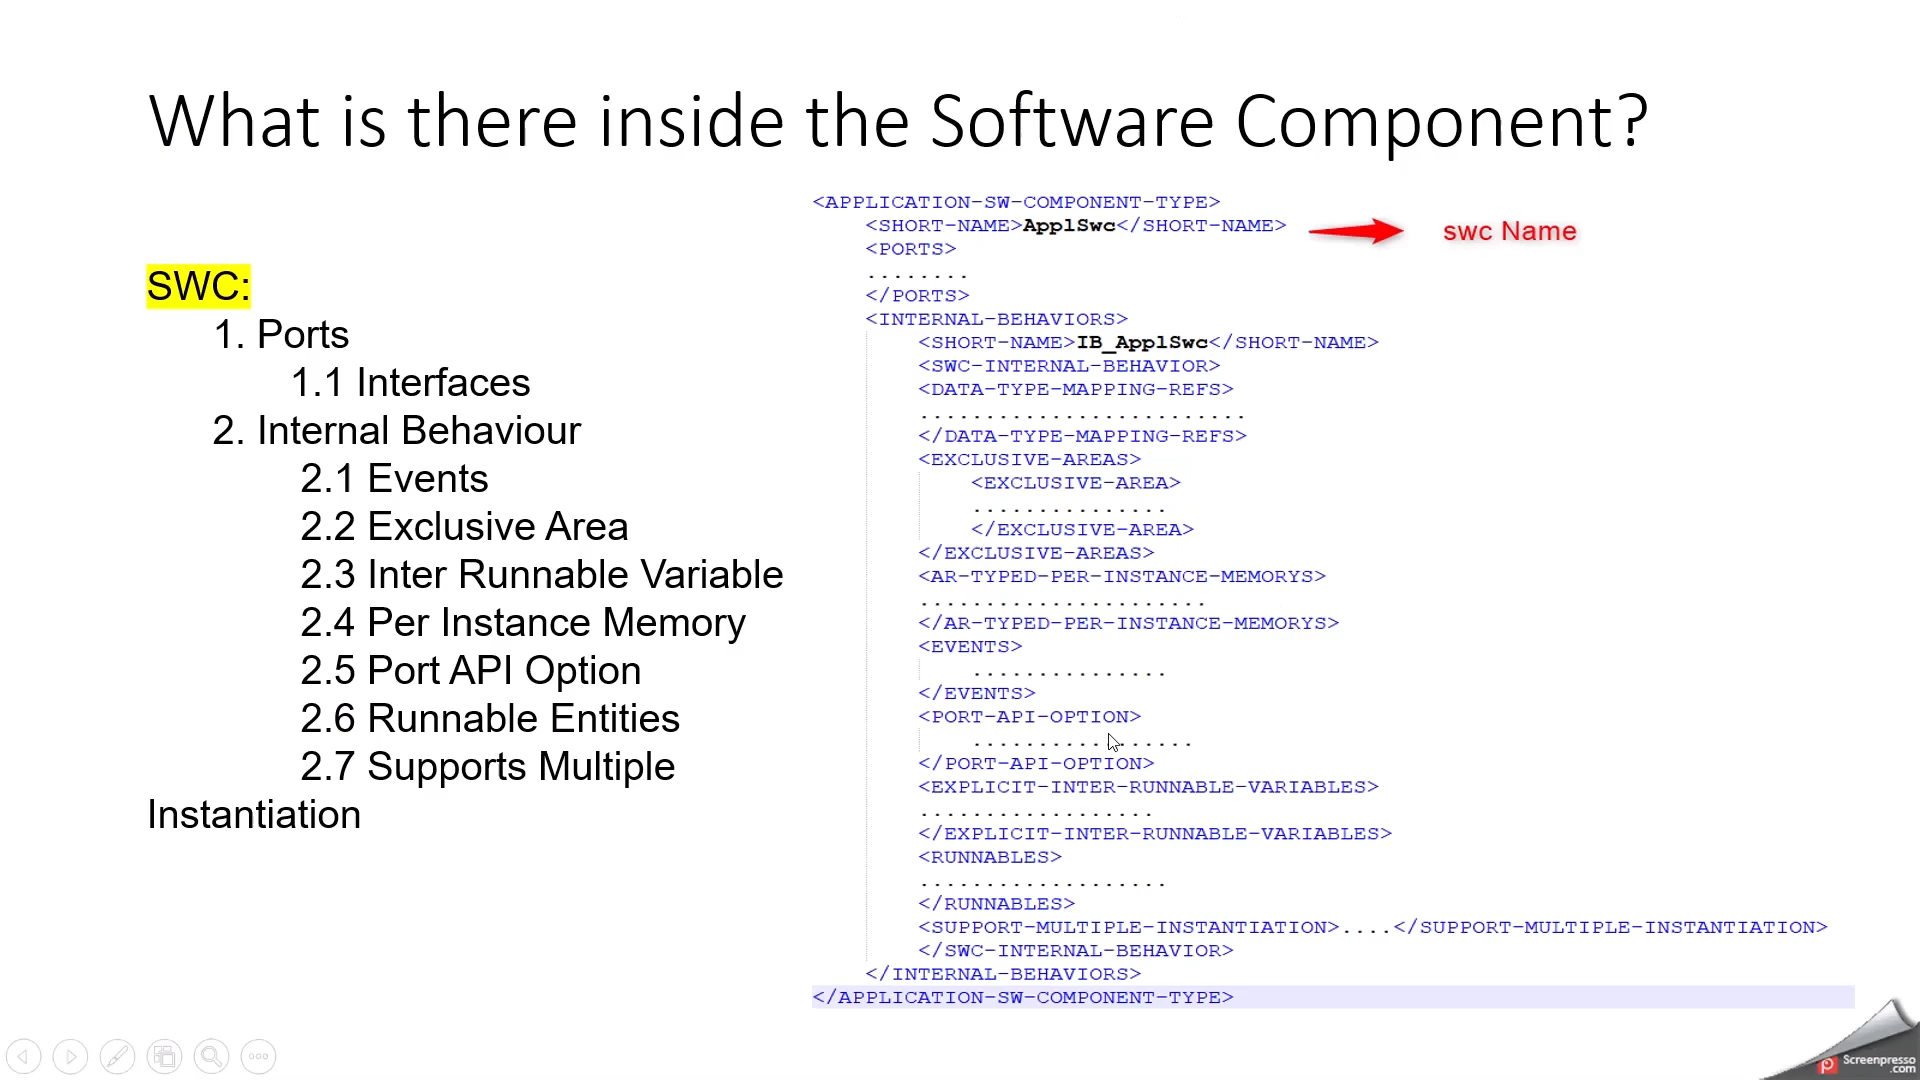 What is there inside the Software Component?
SWC:
1. Ports
1.1 Interfaces
2. Internal Behaviour
2.1 Events
2.2 Exclusive Area
2.3 Inter Runnable Variable
2.4 Per Instance Memory
2.5 Port API Option
2.6 Runnable Entities
2.7 Supports Multiple
Instantiation
<APPLICATION-SW-COMPONENT-TYPE>
<SHORT-NAME>ApplSwc</SHORT-NAME>
swc Name
<PORTS>
........
</PORTS>
<INTERNAL-BEHAVIORS>
<SHORT-NAME>IB_ApplSwc</SHORT-NAME>
<SWC-INTERNAL-BEHAVIOR>
<DATA-TYPE-MAPPING-REFS>
.........................
</DATA-TYPE-MAPPING-REFS>
<EXCLUSIVE-AREAS>
<EXCLUSIVE-AREA>
...............
</EXCLUSIVE-AREA>
</EXCLUSIVE-AREAS>
<AR-TYPED-PER-INSTANCE-MEMORYS>
......................
</AR-TYPED-PER-INSTANCE-MEMORYS>
<EVENTS>
...............
</EVENTS>
<PORT-API-OPTION>
.................
</PORT-API-OPTION>
<EXPLICIT-INTER-RUNNABLE-VARIABLES>
..................
</EXPLICIT-INTER-RUNNABLE-VARIABLES>
<RUNNABLES>
...................
</RUNNABLES>
<SUPPORT-MULTIPLE-INSTANTIATION>....</SUPPORT-MULTIPLE-INSTANTIATION>
</SWC-INTERNAL-BEHAVIOR>
</INTERNAL-BEHAVIORS>
</APPLICATION-SW-COMPONENT-TYPE>
Screenpresso
.com